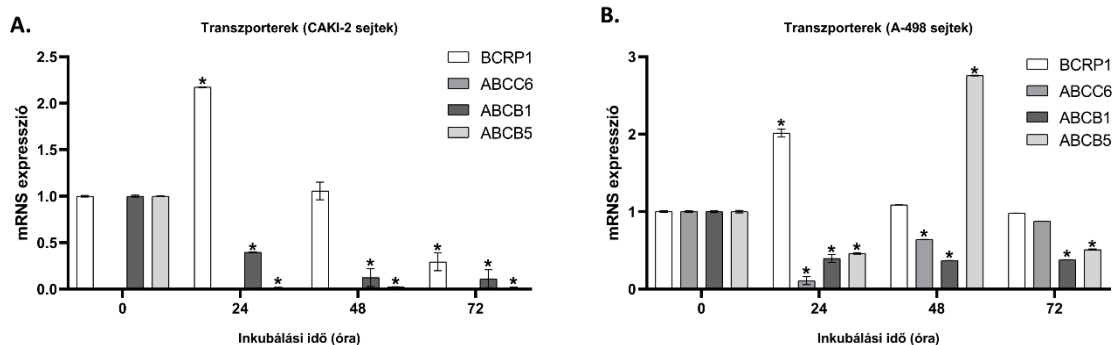 A.
Transzporterek (CAKI-2 sejtek)
mRNS expresszió
2.5
2.0
1.5
1.0
0.5
0.0
BCRP1
ABCC6
ABCB1
ABCB5
* * * * * * * *
0 24 48 72
Inkubálási idő (óra)
B.
Transzporterek (A-498 sejtek)
mRNS expresszió
3
2
1
0
BCRP1
ABCC6
ABCB1
ABCB5
* * * * * * * * *
0 24 48 72
Inkubálási idő (óra)